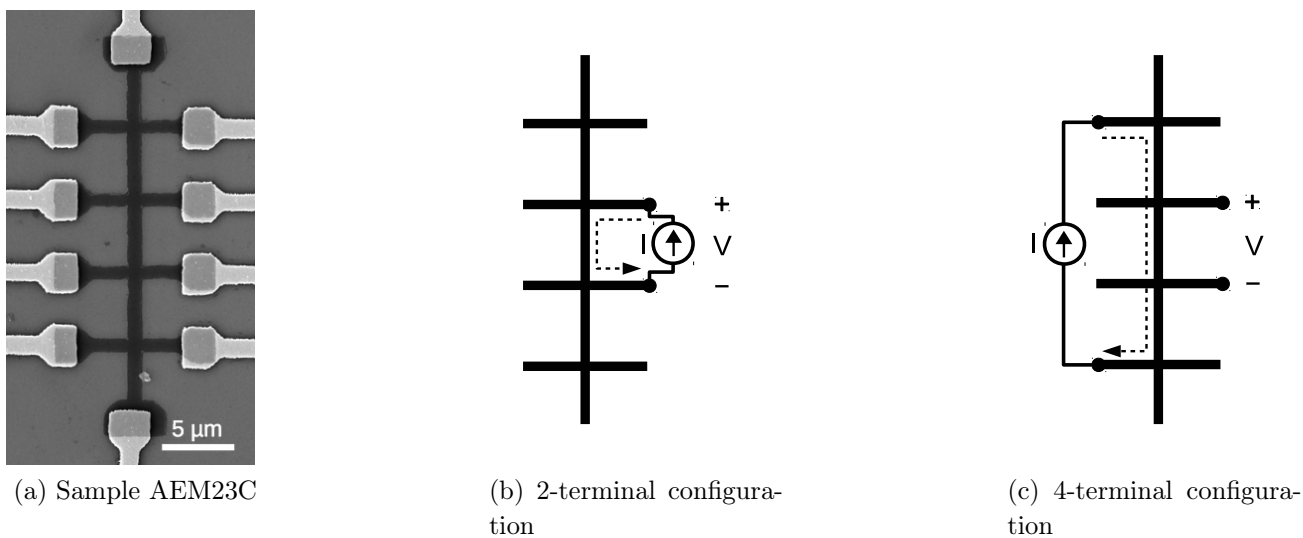 5 µm
(a) Sample AEM23C
I
+
V
−
(b) 2-terminal configura-
tion
I
+
V
−
(c) 4-terminal configura-
tion